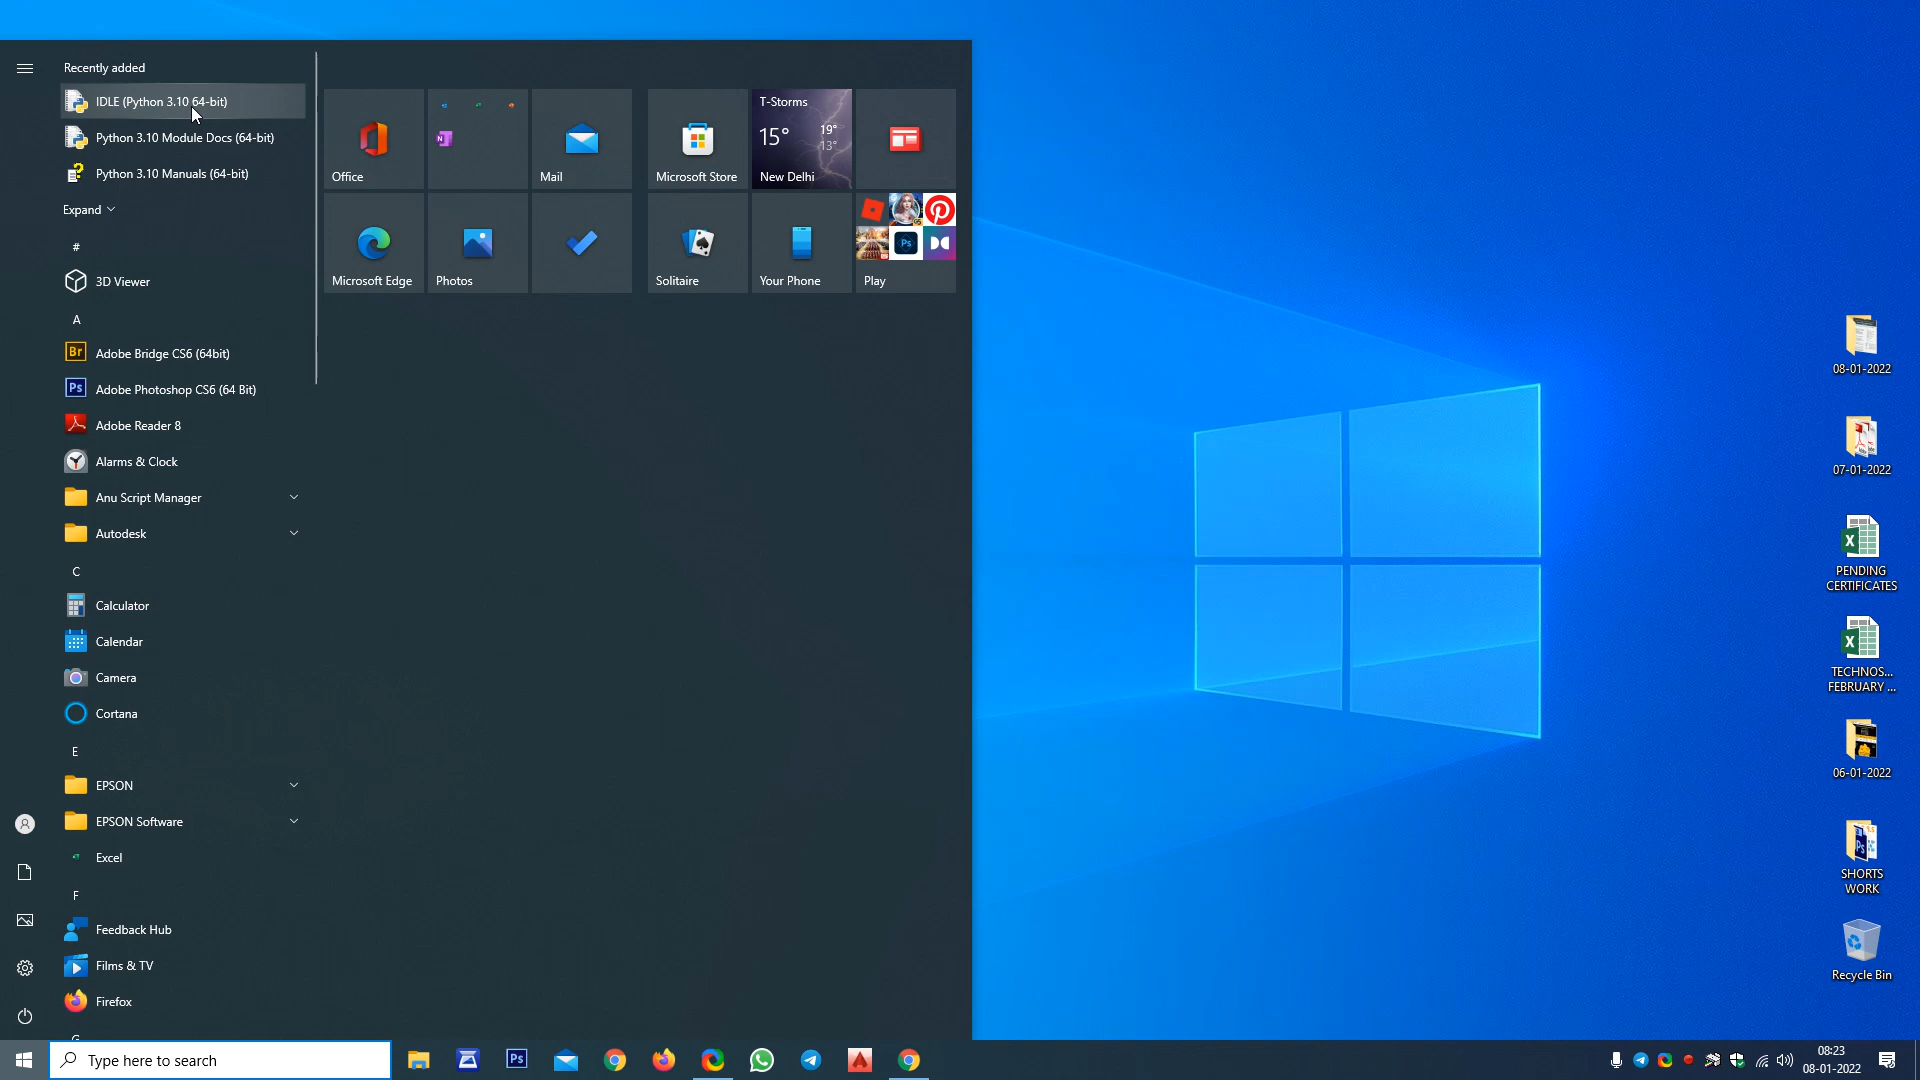 Recently added
IDLE (Python 3.10 64-bit)
Python 3.10 Module Docs (64-bit)
Python 3.10 Manuals (64-bit)
Expand
#
3D Viewer
A
Br
Adobe Bridge CS6 (64bit)
Ps
Adobe Photoshop CS6 (64 Bit)
Adobe Reader 8
Alarms & Clock
Anu Script Manager
Autodesk
C
Calculator
Calendar
Camera
Cortana
E
EPSON
EPSON Software
Excel
F
Feedback Hub
Films & TV
Firefox
Office
Mail
Microsoft Store
T-Storms
15°
19°
13°
New Delhi
Microsoft Edge
Photos
Solitaire
Your Phone
Ps
Play
08-01-2022
07-01-2022
PENDING
CERTIFICATES
TECHNOS...
FEBRUARY ...
06-01-2022
SHORTS
WORK
Recycle Bin
Type here to search
Ps
08:23
08-01-2022